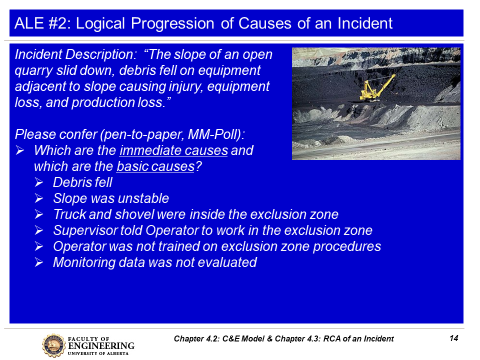 ALE #2: Logical Progression of Causes of an Incident
Incident Description: “The slope of an open
quarry slid down, debris fell on equipment
adjacent to slope causing injury, equipment
loss, and production loss.”
Please confer (pen-to-paper, MM-Poll):
➢ Which are the immediate causes and
which are the basic causes?
➢ Debris fell
➢ Slope was unstable
➢ Truck and shovel were inside the exclusion zone
➢ Supervisor told Operator to work in the exclusion zone
➢ Operator was not trained on exclusion zone procedures
➢ Monitoring data was not evaluated
FACULTY OF
ENGINEERING
UNIVERSITY OF ALBERTA
Chapter 4.2: C&E Model & Chapter 4.3: RCA of an Incident
14